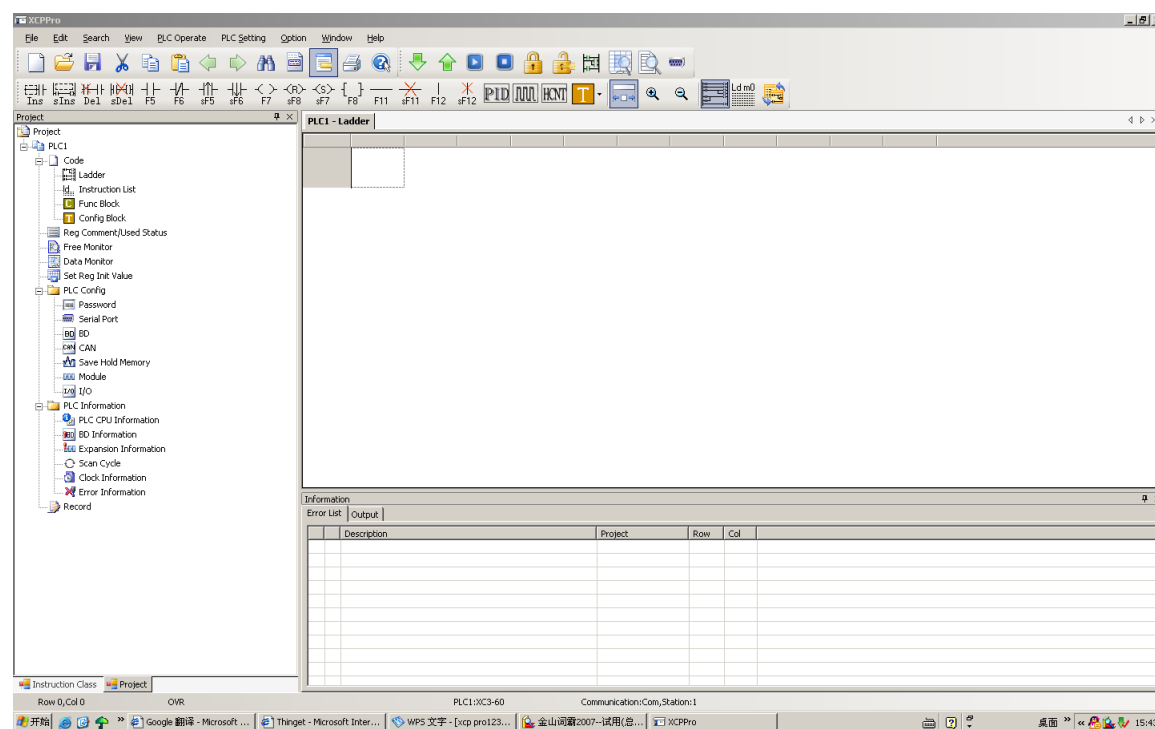 XCPPro
File Edit Search View PLC Operate PLC Setting Option Window Help
Ins sIns Del sDel F5 F6 sF5 sF6 F7 sF8 sF7 F8 F11 sF11 F12 sF12 PID HCNT T Ld m0
Project
PLC1 - Ladder
Project
PLC1
Code
Ladder
Instruction List
Func Block
Config Block
Reg Comment/Used Status
Free Monitor
Data Monitor
Set Reg Init Value
PLC Config
Password
Serial Port
BD BD
CAN CAN
Save Hold Memory
Module
I/O I/O
PLC Information
PLC CPU Information
BD Information
Expansion Information
Scan Cycle
Clock Information
Error Information
Record
Information
Error List Output
Description Project Row Col
Instruction Class Project
Row 0,Col 0 OVR PLC1:XC3-60 Communication:Com,Station:1
开始 Google 翻译 - Microsoft ... Thinget - Microsoft Inter... WPS 文字 - [xcp pro123... 金山词霸2007--试用(总... XCPPro 桌面 15:43